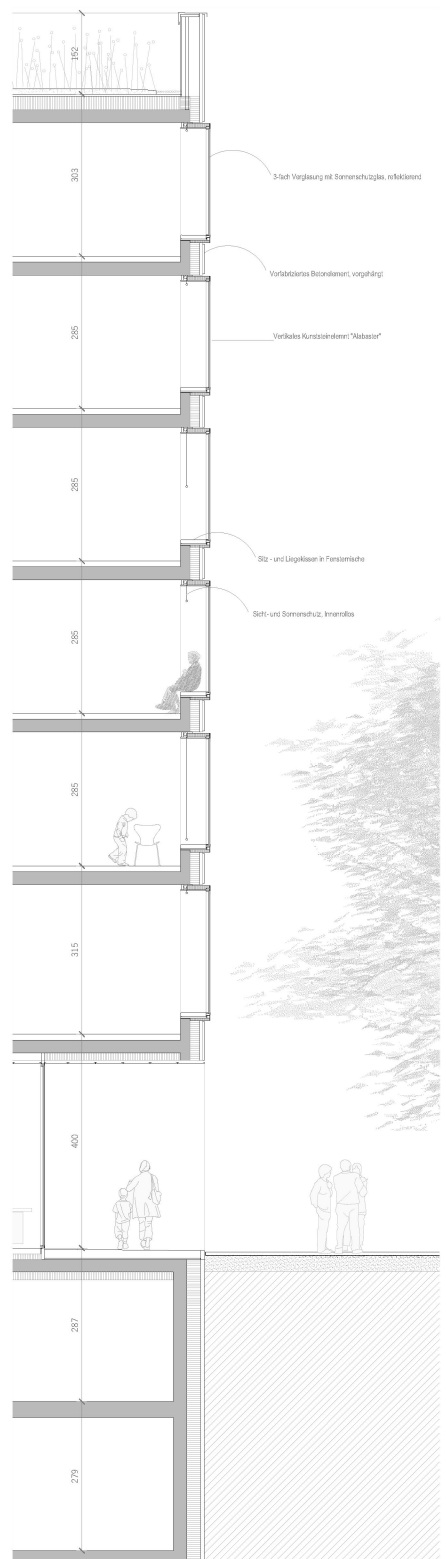 152
303
3-fach Verglasung mit Sonnenschutzglas, reflektierend
Vorfabriziertes Betonelement, vorgehängt
285
Vertikales Kunststeinelemnt "Alabaster"
285
Sitz - und Liegekissen in Fensternische
Sicht- und Sonnenschutz, Innenrollos
285
285
315
400
287
279